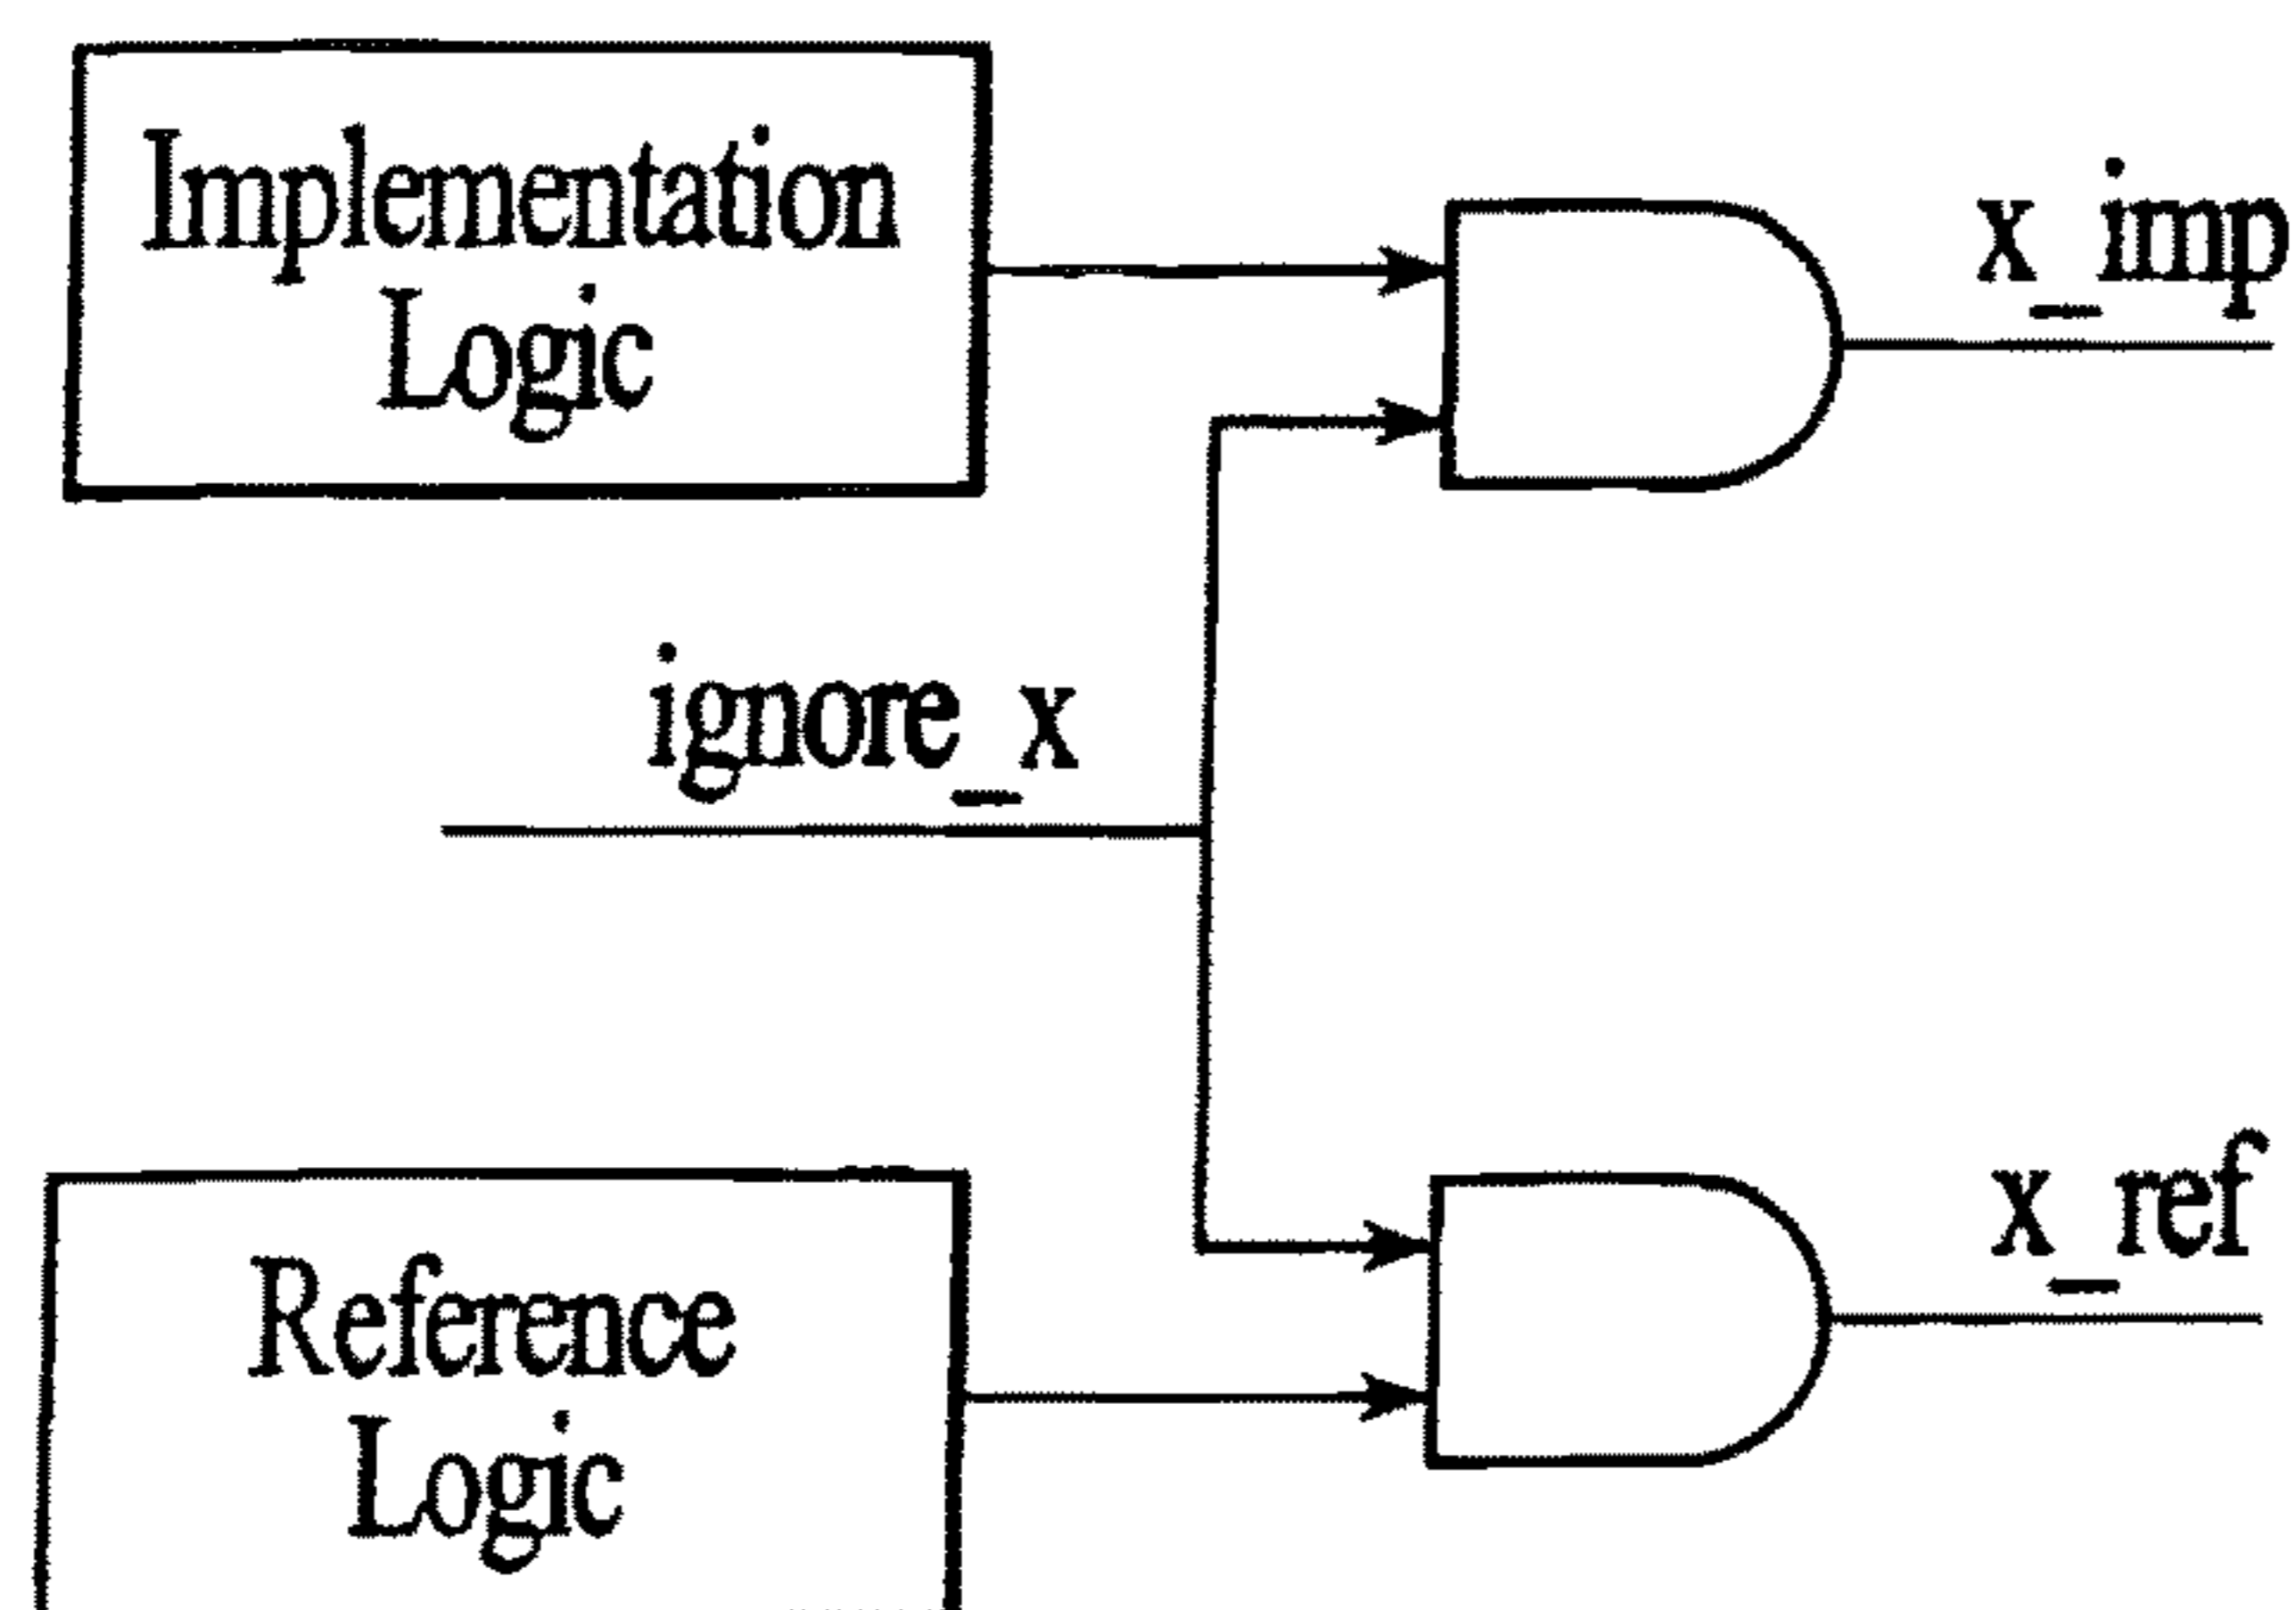 Implementation
Logic
x_imp
ignore_x
x_ref
Reference
Logic